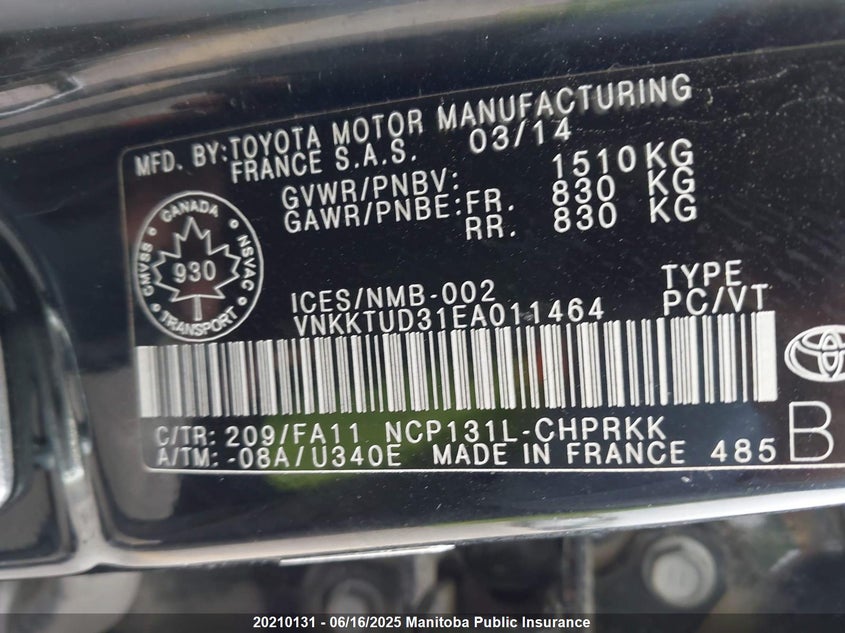 MFD. BY: TOYOTA MOTOR MANUFACTURING
FRANCE S.A.S. 03/14
GVWR/PNBV: 1510 KG
GAWR/PNBE: FR. 830 KG
RR. 830 KG
CANADA
CMVSS NSVAC
930
TRANSPORT
ICES/NMB-002 TYPE
VNKKTUD31EA011464 PC/VT
C/TR: 209/FA11 NCP131L-CHPRKK
A/TM: -08A/U340E MADE IN FRANCE 485 B
20210131 - 06/16/2025 Manitoba Public Insurance